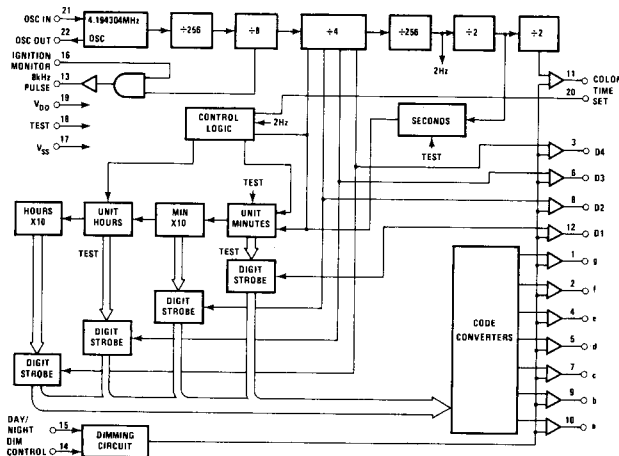 OSC IN 21
4.194304MHz
OSC
÷256
÷8
÷4
÷256
÷2
÷2
OSC OUT 22
IGNITION
MONITOR
16
8kHz
PULSE
13
2Hz
11 COLON
VDD 19
TEST 18
VSS 17
CONTROL
LOGIC
2Hz
SECONDS
TEST
20 TIME
SET
3 D4
6 D3
8 D2
12 D1
TEST
HOURS
X10
UNIT
HOURS
MIN
X10
UNIT
MINUTES
TEST
TEST
DIGIT
STROBE
DIGIT
STROBE
DIGIT
STROBE
DIGIT
STROBE
CODE
CONVERTERS
1 g
2 f
4 e
5 d
7 c
9 b
10 a
DAY/
NIGHT
15
DIM
CONTROL
14
DIMMING
CIRCUIT